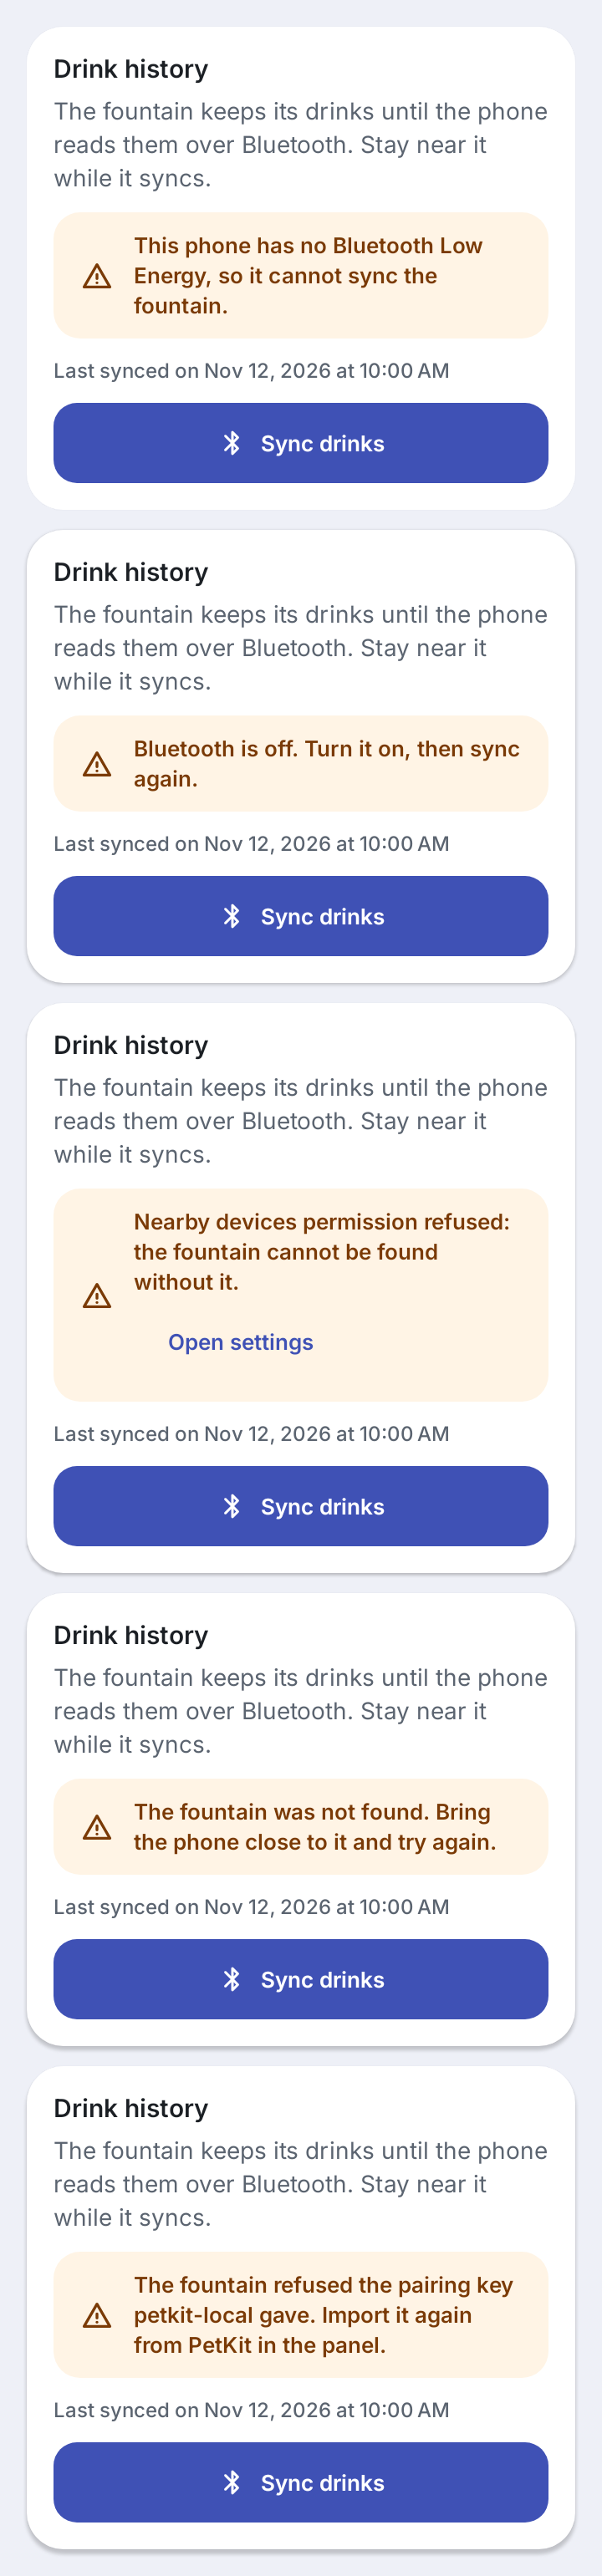 Drink history
The fountain keeps its drinks until the phone
reads them over Bluetooth. Stay near it
while it syncs.
This phone has no Bluetooth Low
Energy, so it cannot sync the
fountain.
Last synced on Nov 12, 2026 at 10:00 AM
Sync drinks
Drink history
The fountain keeps its drinks until the phone
reads them over Bluetooth. Stay near it
while it syncs.
Bluetooth is off. Turn it on, then sync
again.
Last synced on Nov 12, 2026 at 10:00 AM
Sync drinks
Drink history
The fountain keeps its drinks until the phone
reads them over Bluetooth. Stay near it
while it syncs.
Nearby devices permission refused:
the fountain cannot be found
without it.
Open settings
Last synced on Nov 12, 2026 at 10:00 AM
Sync drinks
Drink history
The fountain keeps its drinks until the phone
reads them over Bluetooth. Stay near it
while it syncs.
The fountain was not found. Bring
the phone close to it and try again.
Last synced on Nov 12, 2026 at 10:00 AM
Sync drinks
Drink history
The fountain keeps its drinks until the phone
reads them over Bluetooth. Stay near it
while it syncs.
The fountain refused the pairing key
petkit-local gave. Import it again
from PetKit in the panel.
Last synced on Nov 12, 2026 at 10:00 AM
Sync drinks